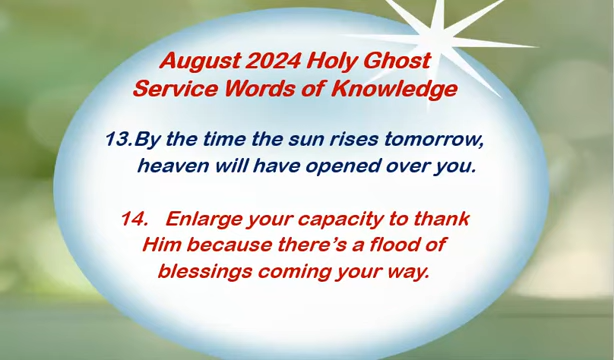 August 2024 Holy Ghost
Service Words of Knowledge
13.By the time the sun rises tomorrow,
heaven will have opened over you.
14. Enlarge your capacity to thank
Him because there's a flood of
blessings coming your way.